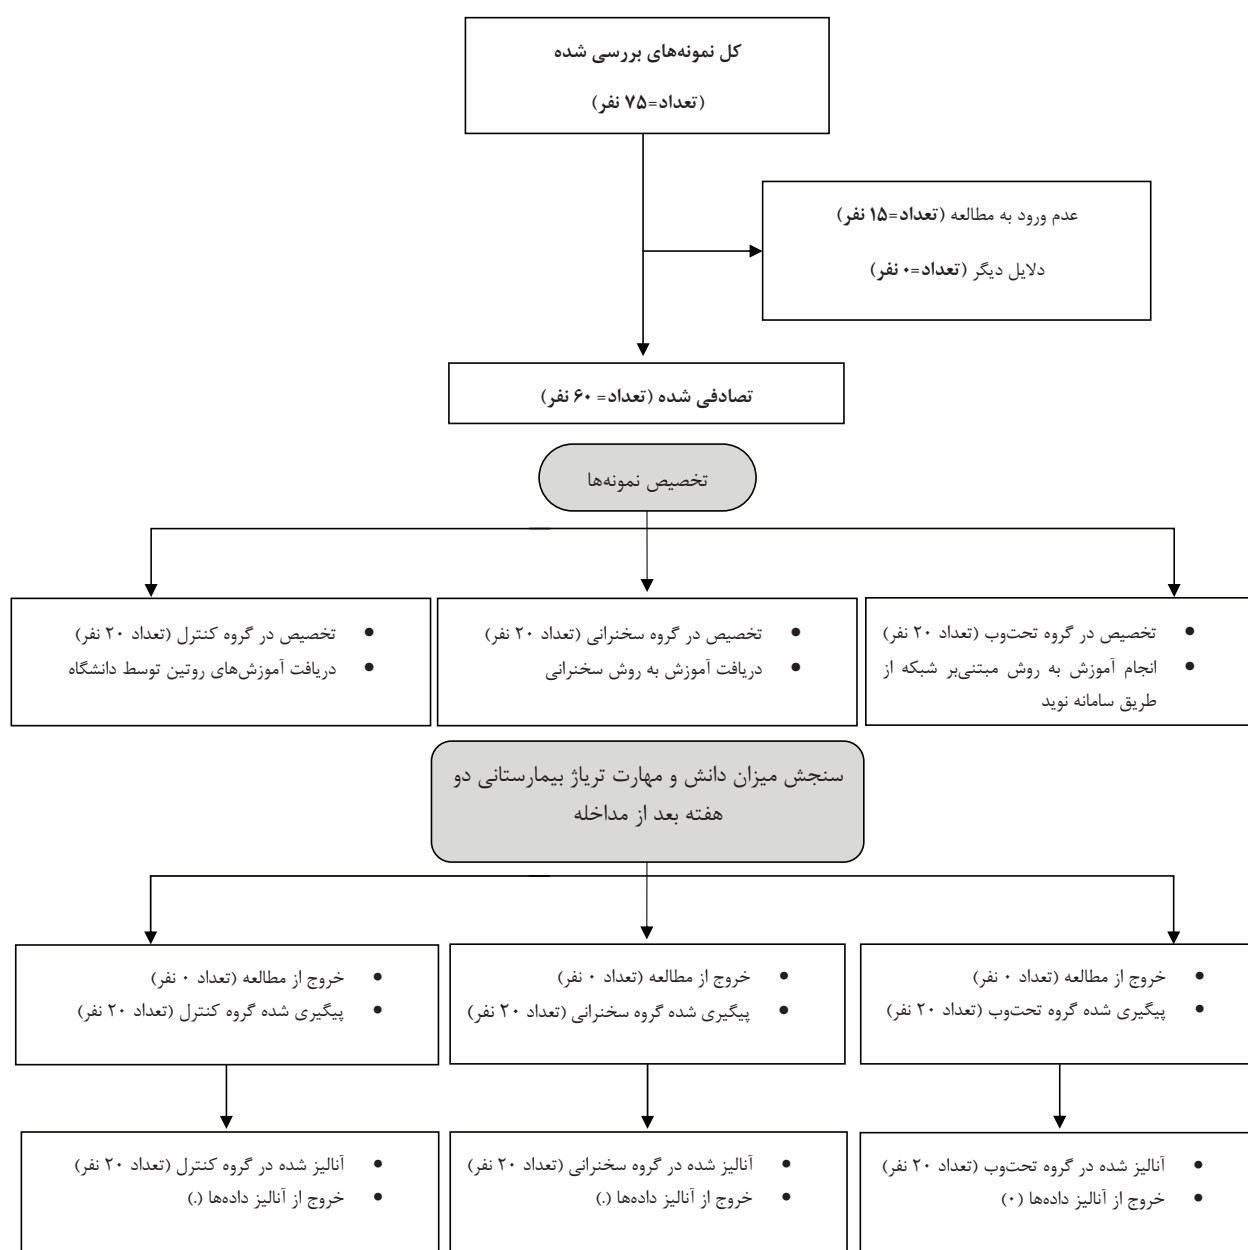 کل نمونه‌های بررسی شده
(تعداد=۷۵ نفر)
عدم ورود به مطالعه (تعداد=۱۵ نفر)
دلایل دیگر (تعداد=۰ نفر)
تصادفی شده (تعداد= ۶۰ نفر)
تخصیص نمونه‌ها
• تخصیص در گروه تحت‌وب (تعداد ۲۰ نفر)
• انجام آموزش به روش مبتنی‌بر شبکه از
طریق سامانه نوید
• تخصیص در گروه سخنرانی (تعداد ۲۰ نفر)
• دریافت آموزش به روش سخنرانی
• تخصیص در گروه کنترل (تعداد ۲۰ نفر)
• دریافت آموزش‌های روتین توسط دانشگاه
سنجش میزان دانش و مهارت تریاژ بیمارستانی دو
هفته بعد از مداخله
• خروج از مطالعه (تعداد ۰ نفر)
• پیگیری شده گروه تحت‌وب (تعداد ۲۰ نفر)
• خروج از مطالعه (تعداد ۰ نفر)
• پیگیری شده گروه سخنرانی (تعداد ۲۰ نفر)
• خروج از مطالعه (تعداد ۰ نفر)
• پیگیری شده گروه کنترل (تعداد ۲۰ نفر)
• آنالیز شده در گروه تحت‌وب (تعداد ۲۰ نفر)
• خروج از آنالیز داده‌ها (۰)
• آنالیز شده در گروه سخنرانی (تعداد ۲۰ نفر)
• خروج از آنالیز داده‌ها (.)
• آنالیز شده در گروه کنترل (تعداد ۲۰ نفر)
• خروج از آنالیز داده‌ها (.)